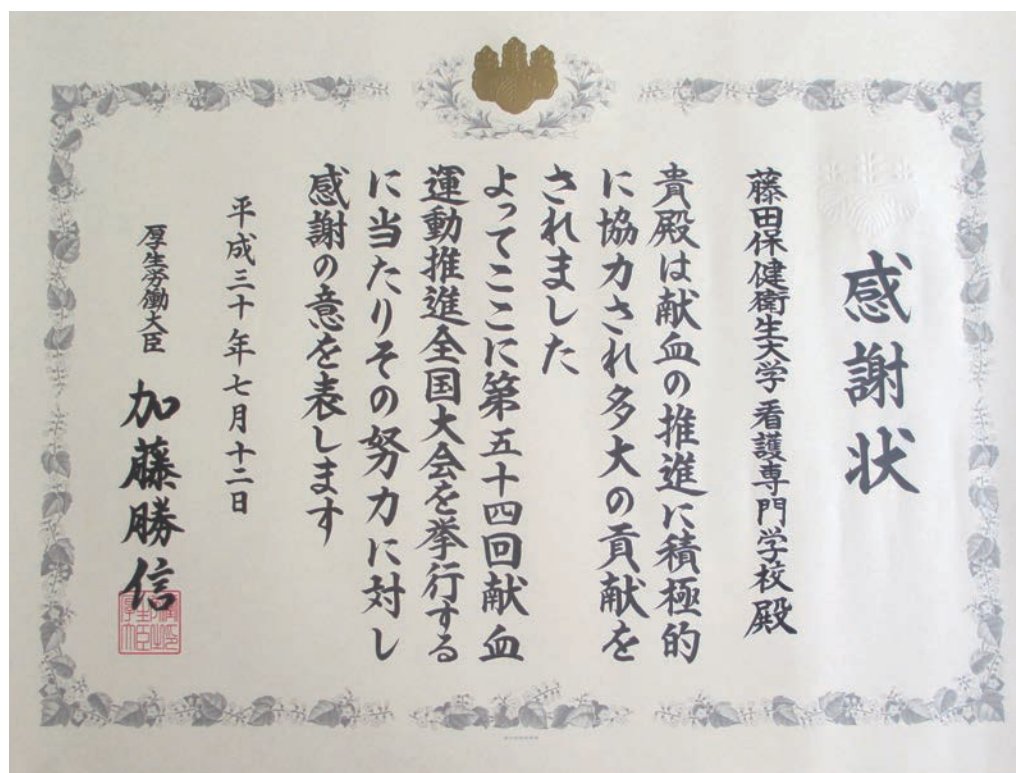 感謝状
藤田保健衛生大学 看護専門学校 殿
貴殿は献血の推進に積極的
に協力され多大の貢献を
されました
よってここに第五十四回献血
運動推進全国大会を挙行する
に当たりその努力に対し
感謝の意を表します
平成三十年七月十二日
厚生労働大臣 加藤勝信